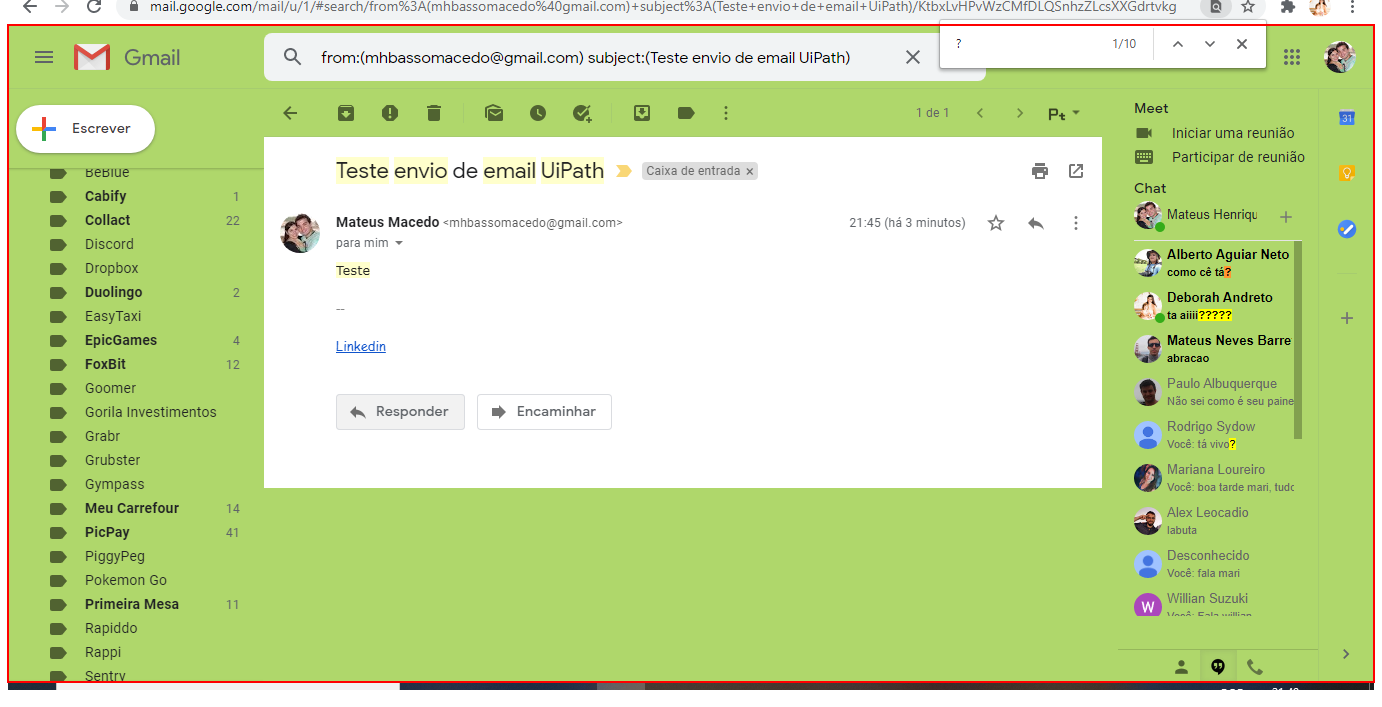 mail.google.com/mail/u/1/#search/from%3A(mhbassomacedo%40gmail.com)+subject%3A(Teste+envio+de+email+UiPath)/KtbxLvHPvWzCMfDLQSnhzZLcsXXGdrtvkg
? 1/10
Gmail
from:(mhbassomacedo@gmail.com) subject:(Teste envio de email UiPath)
Escrever
BeBlue
Cabify 1
Collact 22
Discord
Dropbox
Duolingo 2
EasyTaxi
EpicGames 4
FoxBit 12
Goomer
Gorila Investimentos
Grabr
Grubster
Gympass
Meu Carrefour 14
PicPay 41
PiggyPeg
Pokemon Go
Primeira Mesa 11
Rapiddo
Rappi
Sentry
1 de 1
Pt
Teste envio de email UiPath
Caixa de entrada x
Mateus Macedo <mhbassomacedo@gmail.com>
21:45 (há 3 minutos)
para mim
Teste
--
Linkedin
Responder
Encaminhar
Meet
Iniciar uma reunião
Participar de reunião
Chat
Mateus Henriqu
Alberto Aguiar Neto
como cê tá?
Deborah Andreto
ta aiiii?????
Mateus Neves Barre
abracao
Paulo Albuquerque
Não sei como é seu paine
Rodrigo Sydow
Você: tá vivo?
Mariana Loureiro
Você: boa tarde mari, tudo
Alex Leocadio
labuta
Desconhecido
Você: fala mari
W
Willian Suzuki
Você: Fala willian
31